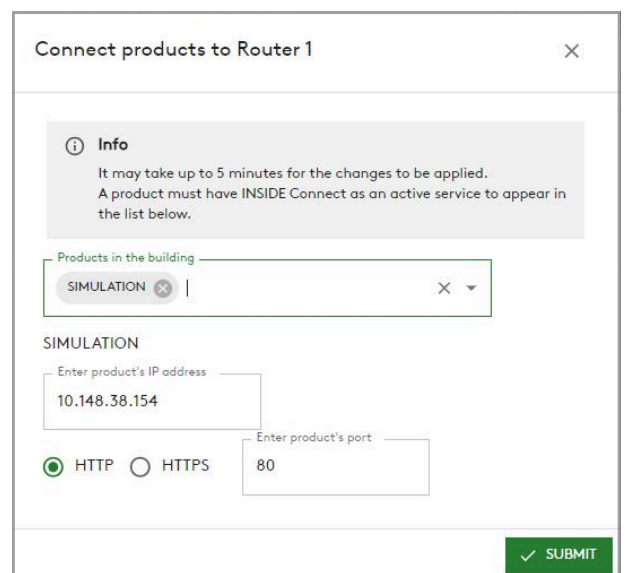 Connect products to Router 1
Info
It may take up to 5 minutes for the changes to be applied.
A product must have INSIDE Connect as an active service to appear in
the list below.
Products in the building
SIMULATION
SIMULATION
Enter product's IP address
10.148.38.154
Enter product's port
HTTP HTTPS 80
SUBMIT